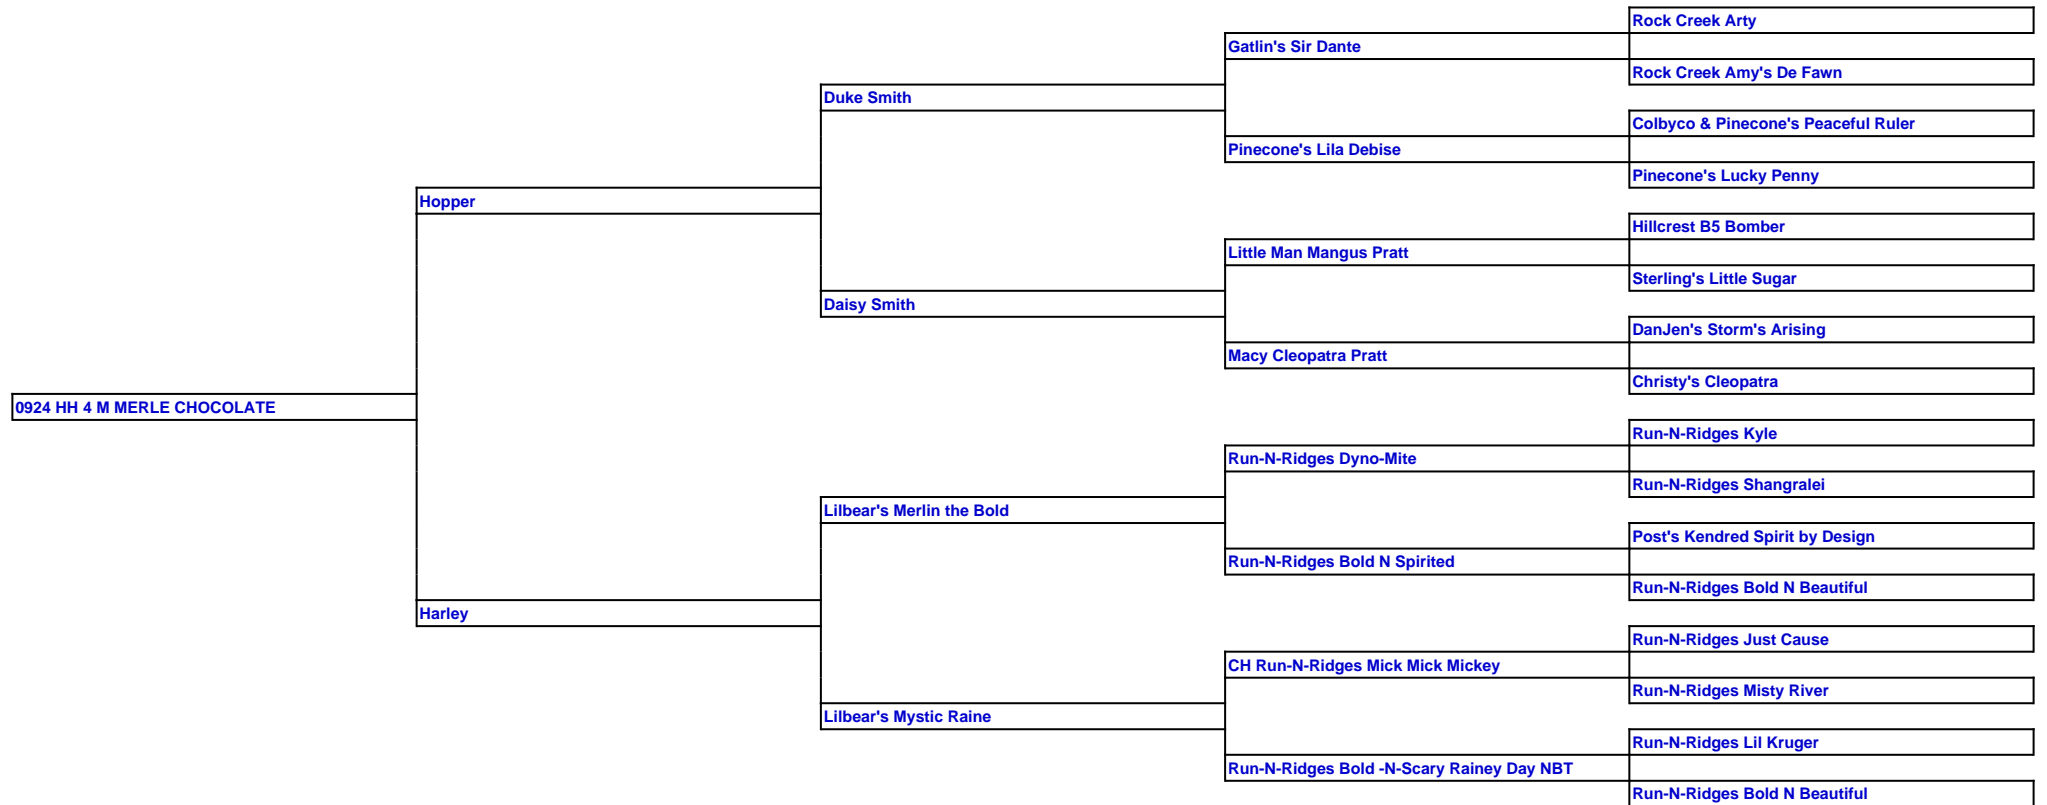 Rock Creek Arty
Gatlin's Sir Dante
Rock Creek Amy's De Fawn
Duke Smith
Colbyco & Pinecone's Peaceful Ruler
Pinecone's Lila Debise
Pinecone's Lucky Penny
Hopper
Hillcrest B5 Bomber
Little Man Mangus Pratt
Sterling's Little Sugar
Daisy Smith
DanJen's Storm's Arising
Macy Cleopatra Pratt
Christy's Cleopatra
0924 HH 4 M MERLE CHOCOLATE
Run-N-Ridges Kyle
Run-N-Ridges Dyno-Mite
Run-N-Ridges Shangralei
Lilbear's Merlin the Bold
Post's Kendred Spirit by Design
Run-N-Ridges Bold N Spirited
Run-N-Ridges Bold N Beautiful
Harley
Run-N-Ridges Just Cause
CH Run-N-Ridges Mick Mick Mickey
Run-N-Ridges Misty River
Lilbear's Mystic Raine
Run-N-Ridges Lil Kruger
Run-N-Ridges Bold -N-Scary Rainey Day NBT
Run-N-Ridges Bold N Beautiful